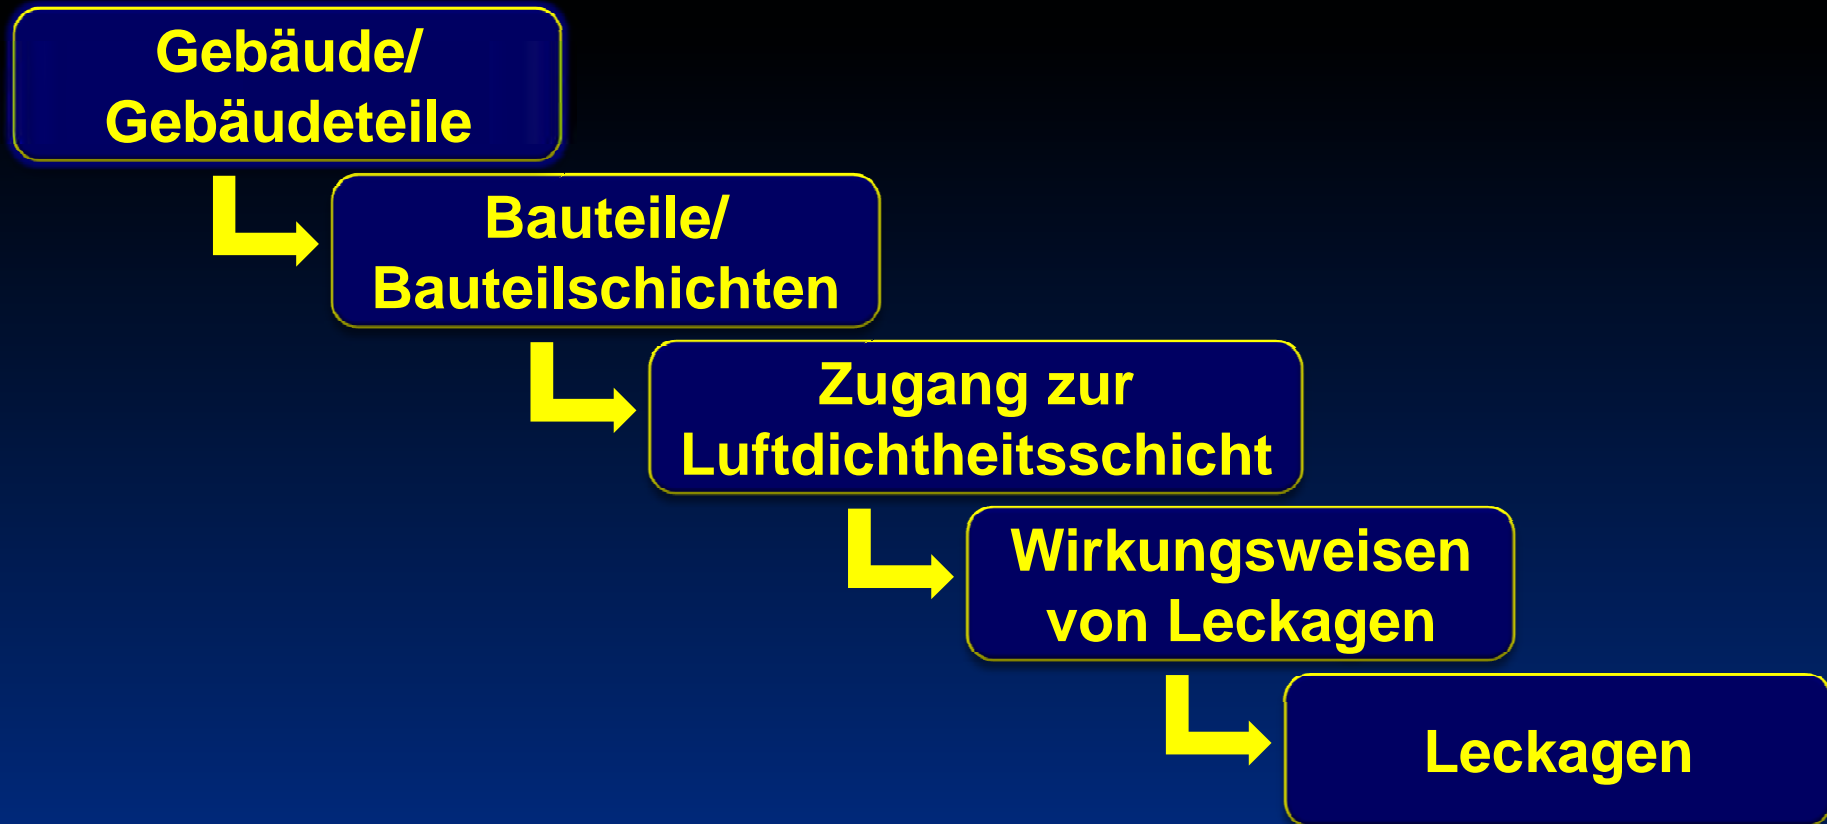 Gebäude/
Gebäudeteile
Bauteile/
Bauteilschichten
Zugang zur
Luftdichtheitsschicht
Wirkungsweisen
von Leckagen
Leckagen